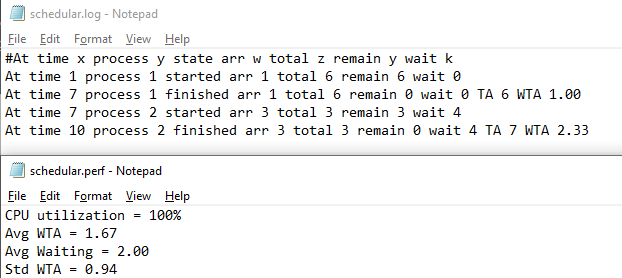 schedular.log - Notepad
File Edit Format View Help
#At time x process y state arr w total z remain y wait k
At time 1 process 1 started arr 1 total 6 remain 6 wait 0
At time 7 process 1 finished arr 1 total 6 remain 0 wait 0 TA 6 WTA 1.00
At time 7 process 2 started arr 3 total 3 remain 3 wait 4
At time 10 process 2 finished arr 3 total 3 remain 0 wait 4 TA 7 WTA 2.33
schedular.perf - Notepad
File Edit Format View Help
CPU utilization = 100%
Avg WTA = 1.67
Avg Waiting = 2.00
Std WTA = 0.94